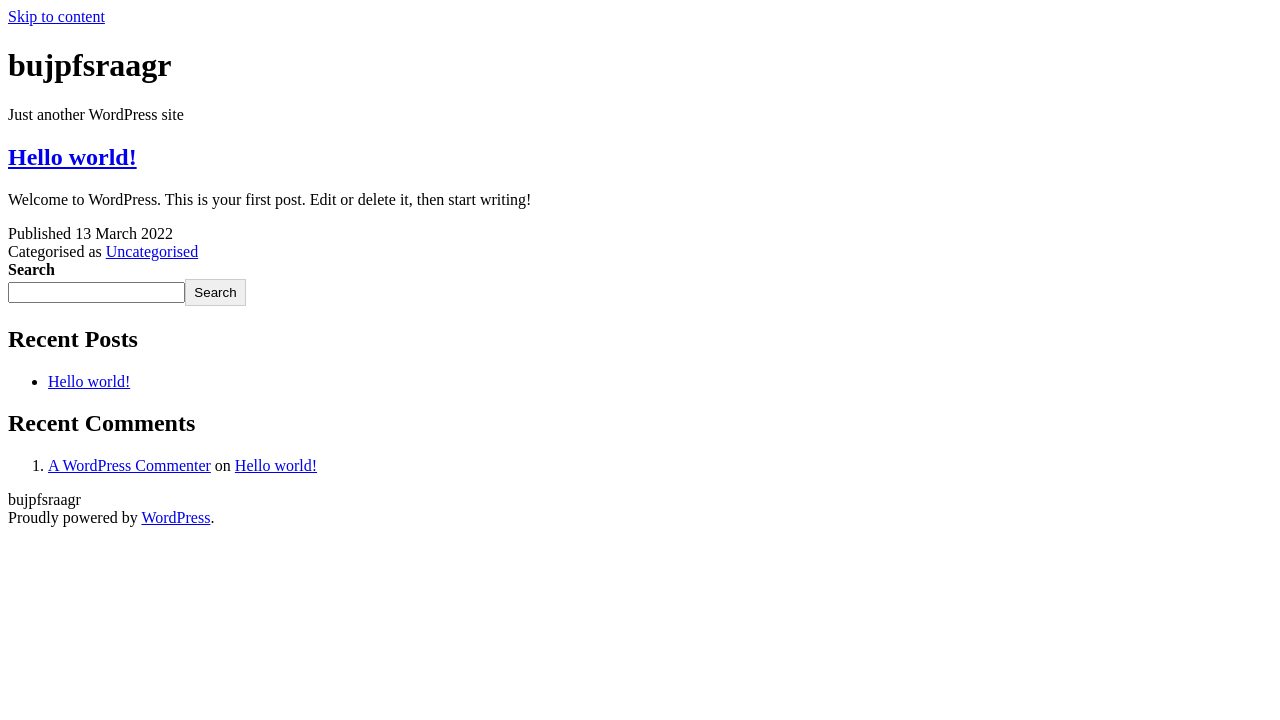 Skip to content
bujpfsraagr
Just another WordPress site
Hello world!
Welcome to WordPress. This is your first post. Edit or delete it, then start writing!
Published 13 March 2022
Categorised as Uncategorised
Search
Search
Recent Posts
Hello world!
Recent Comments
1. A WordPress Commenter on Hello world!
bujpfsraagr
Proudly powered by WordPress.